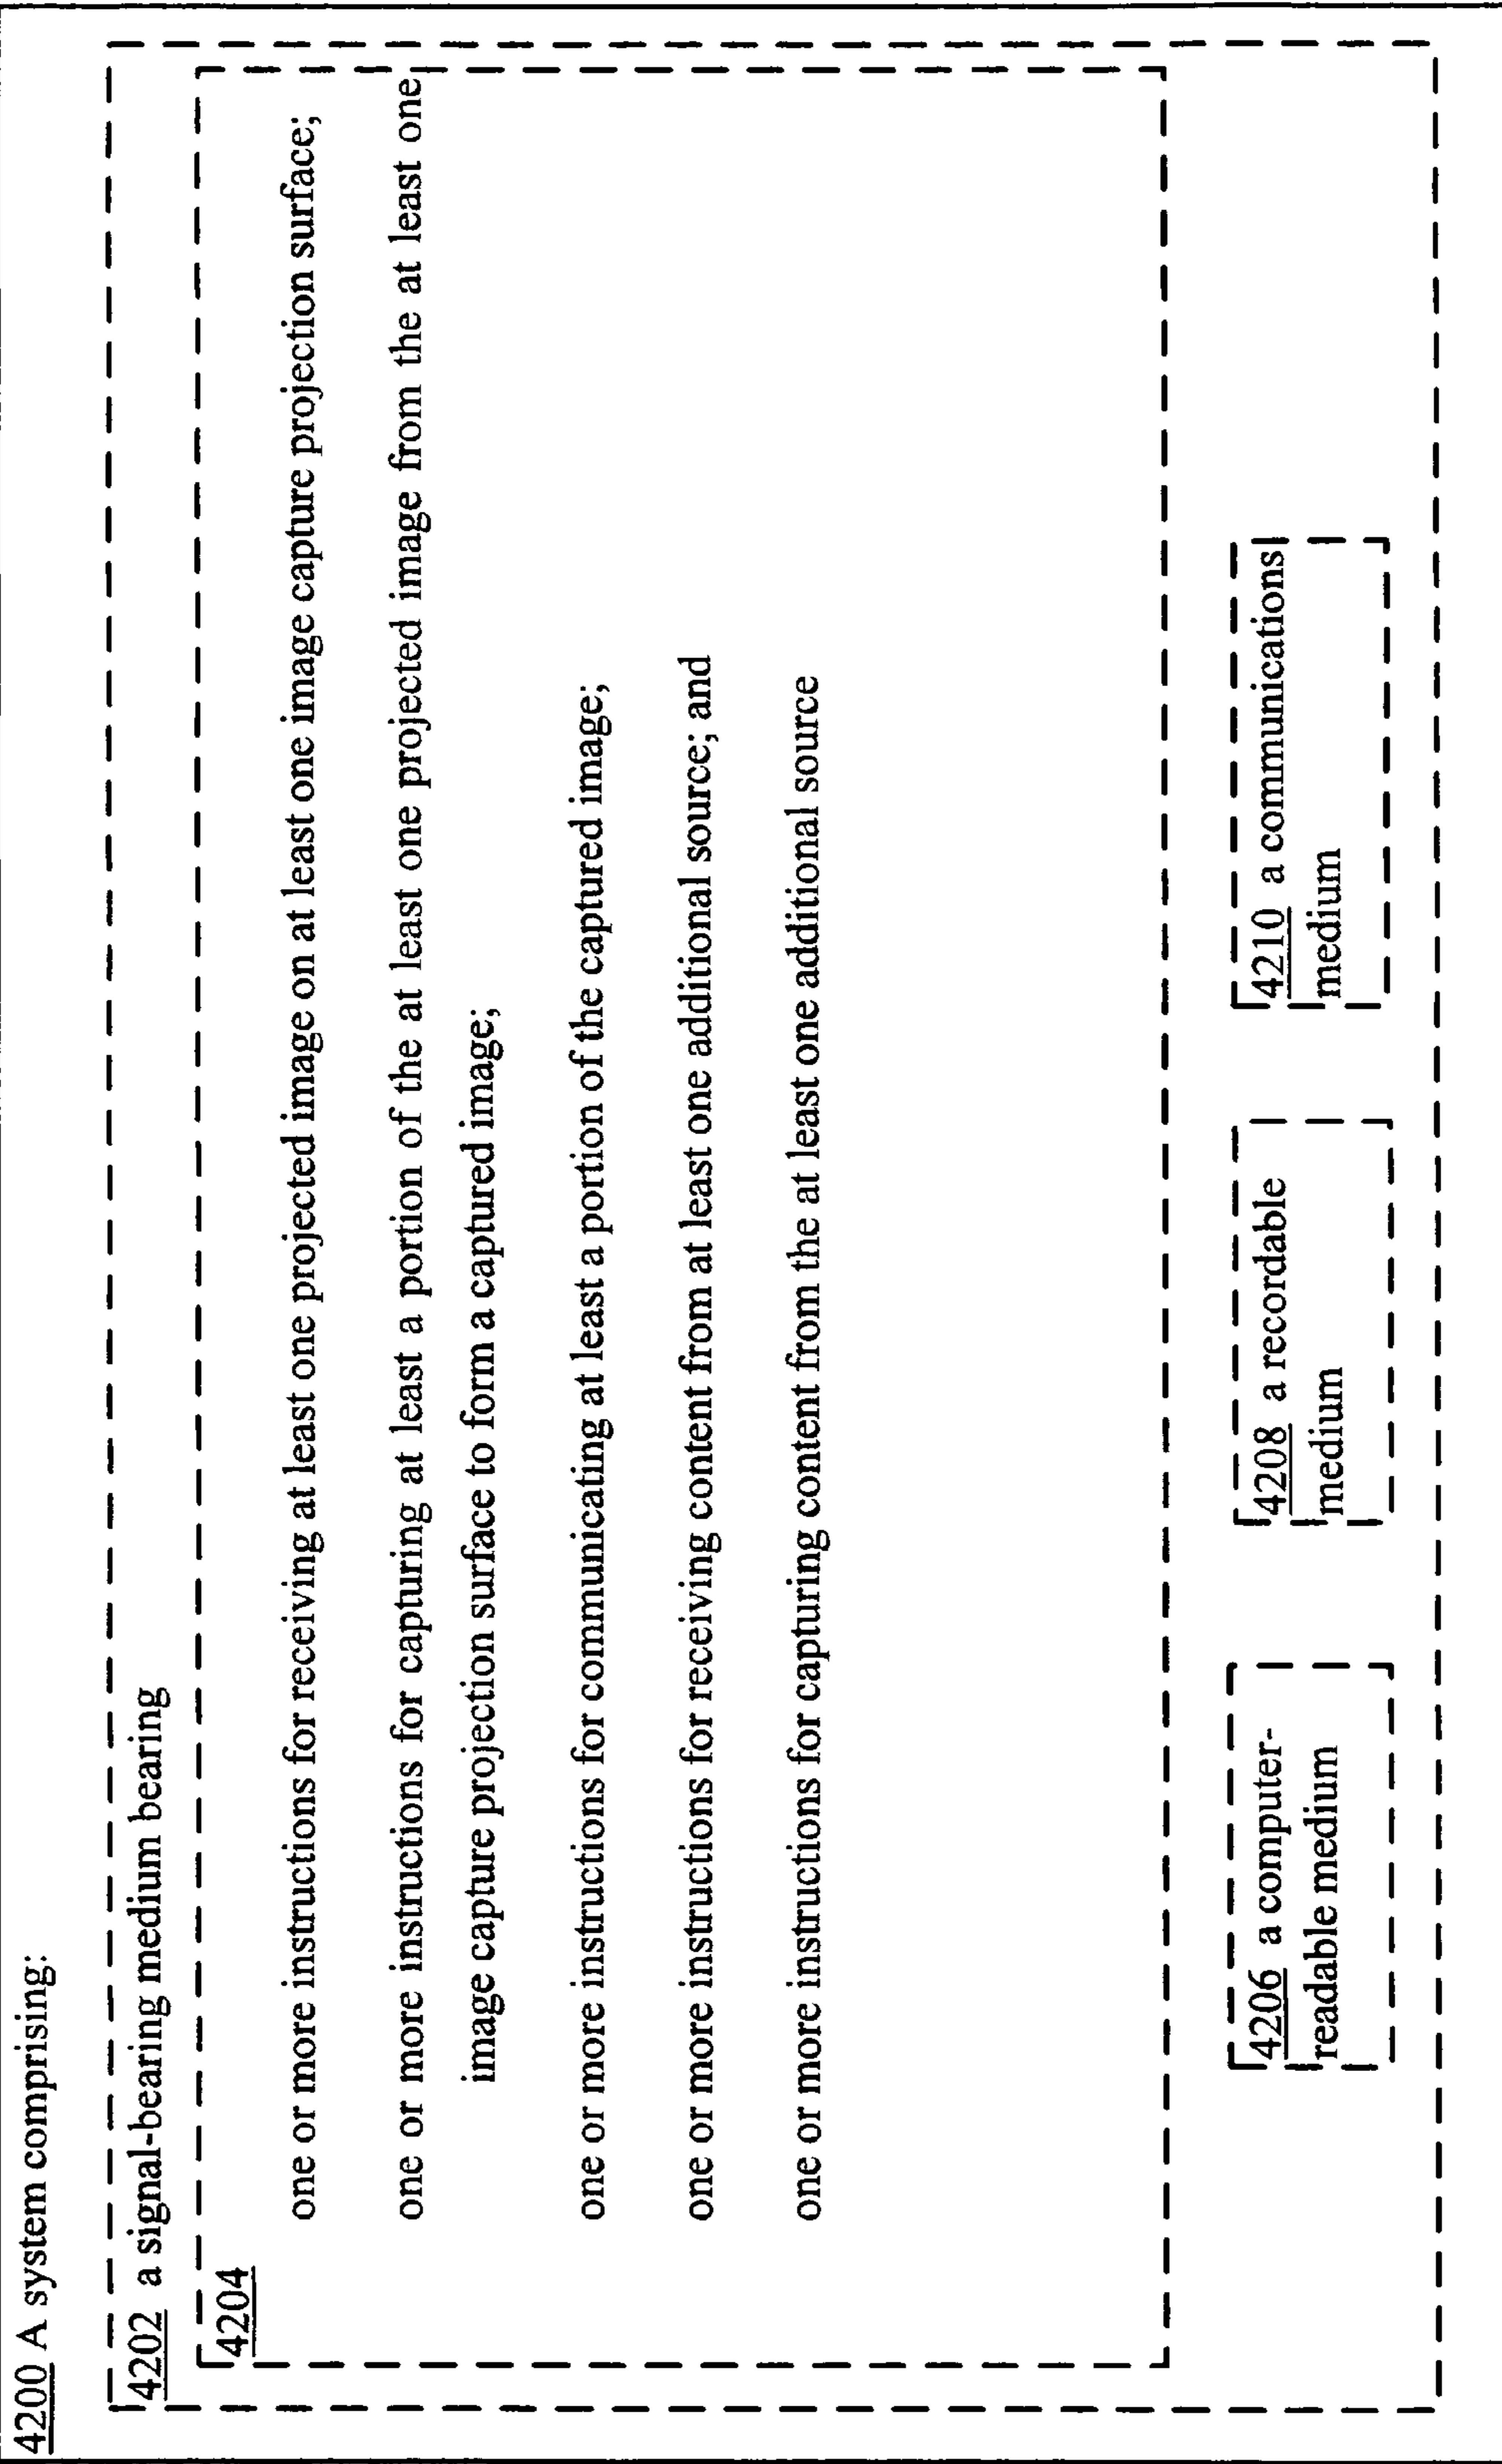 4200 A system comprising:
4202 a signal-bearing medium bearing
4204
one or more instructions for receiving at least one projected image on at least one image capture projection surface;
one or more instructions for capturing at least a portion of the at least one projected image from the at least one
image capture projection surface to form a captured image;
one or more instructions for communicating at least a portion of the captured image;
one or more instructions for receiving content from at least one additional source; and
one or more instructions for capturing content from the at least one additional source
4206 a computer-
readable medium
4208 a recordable
medium
4210 a communications
medium